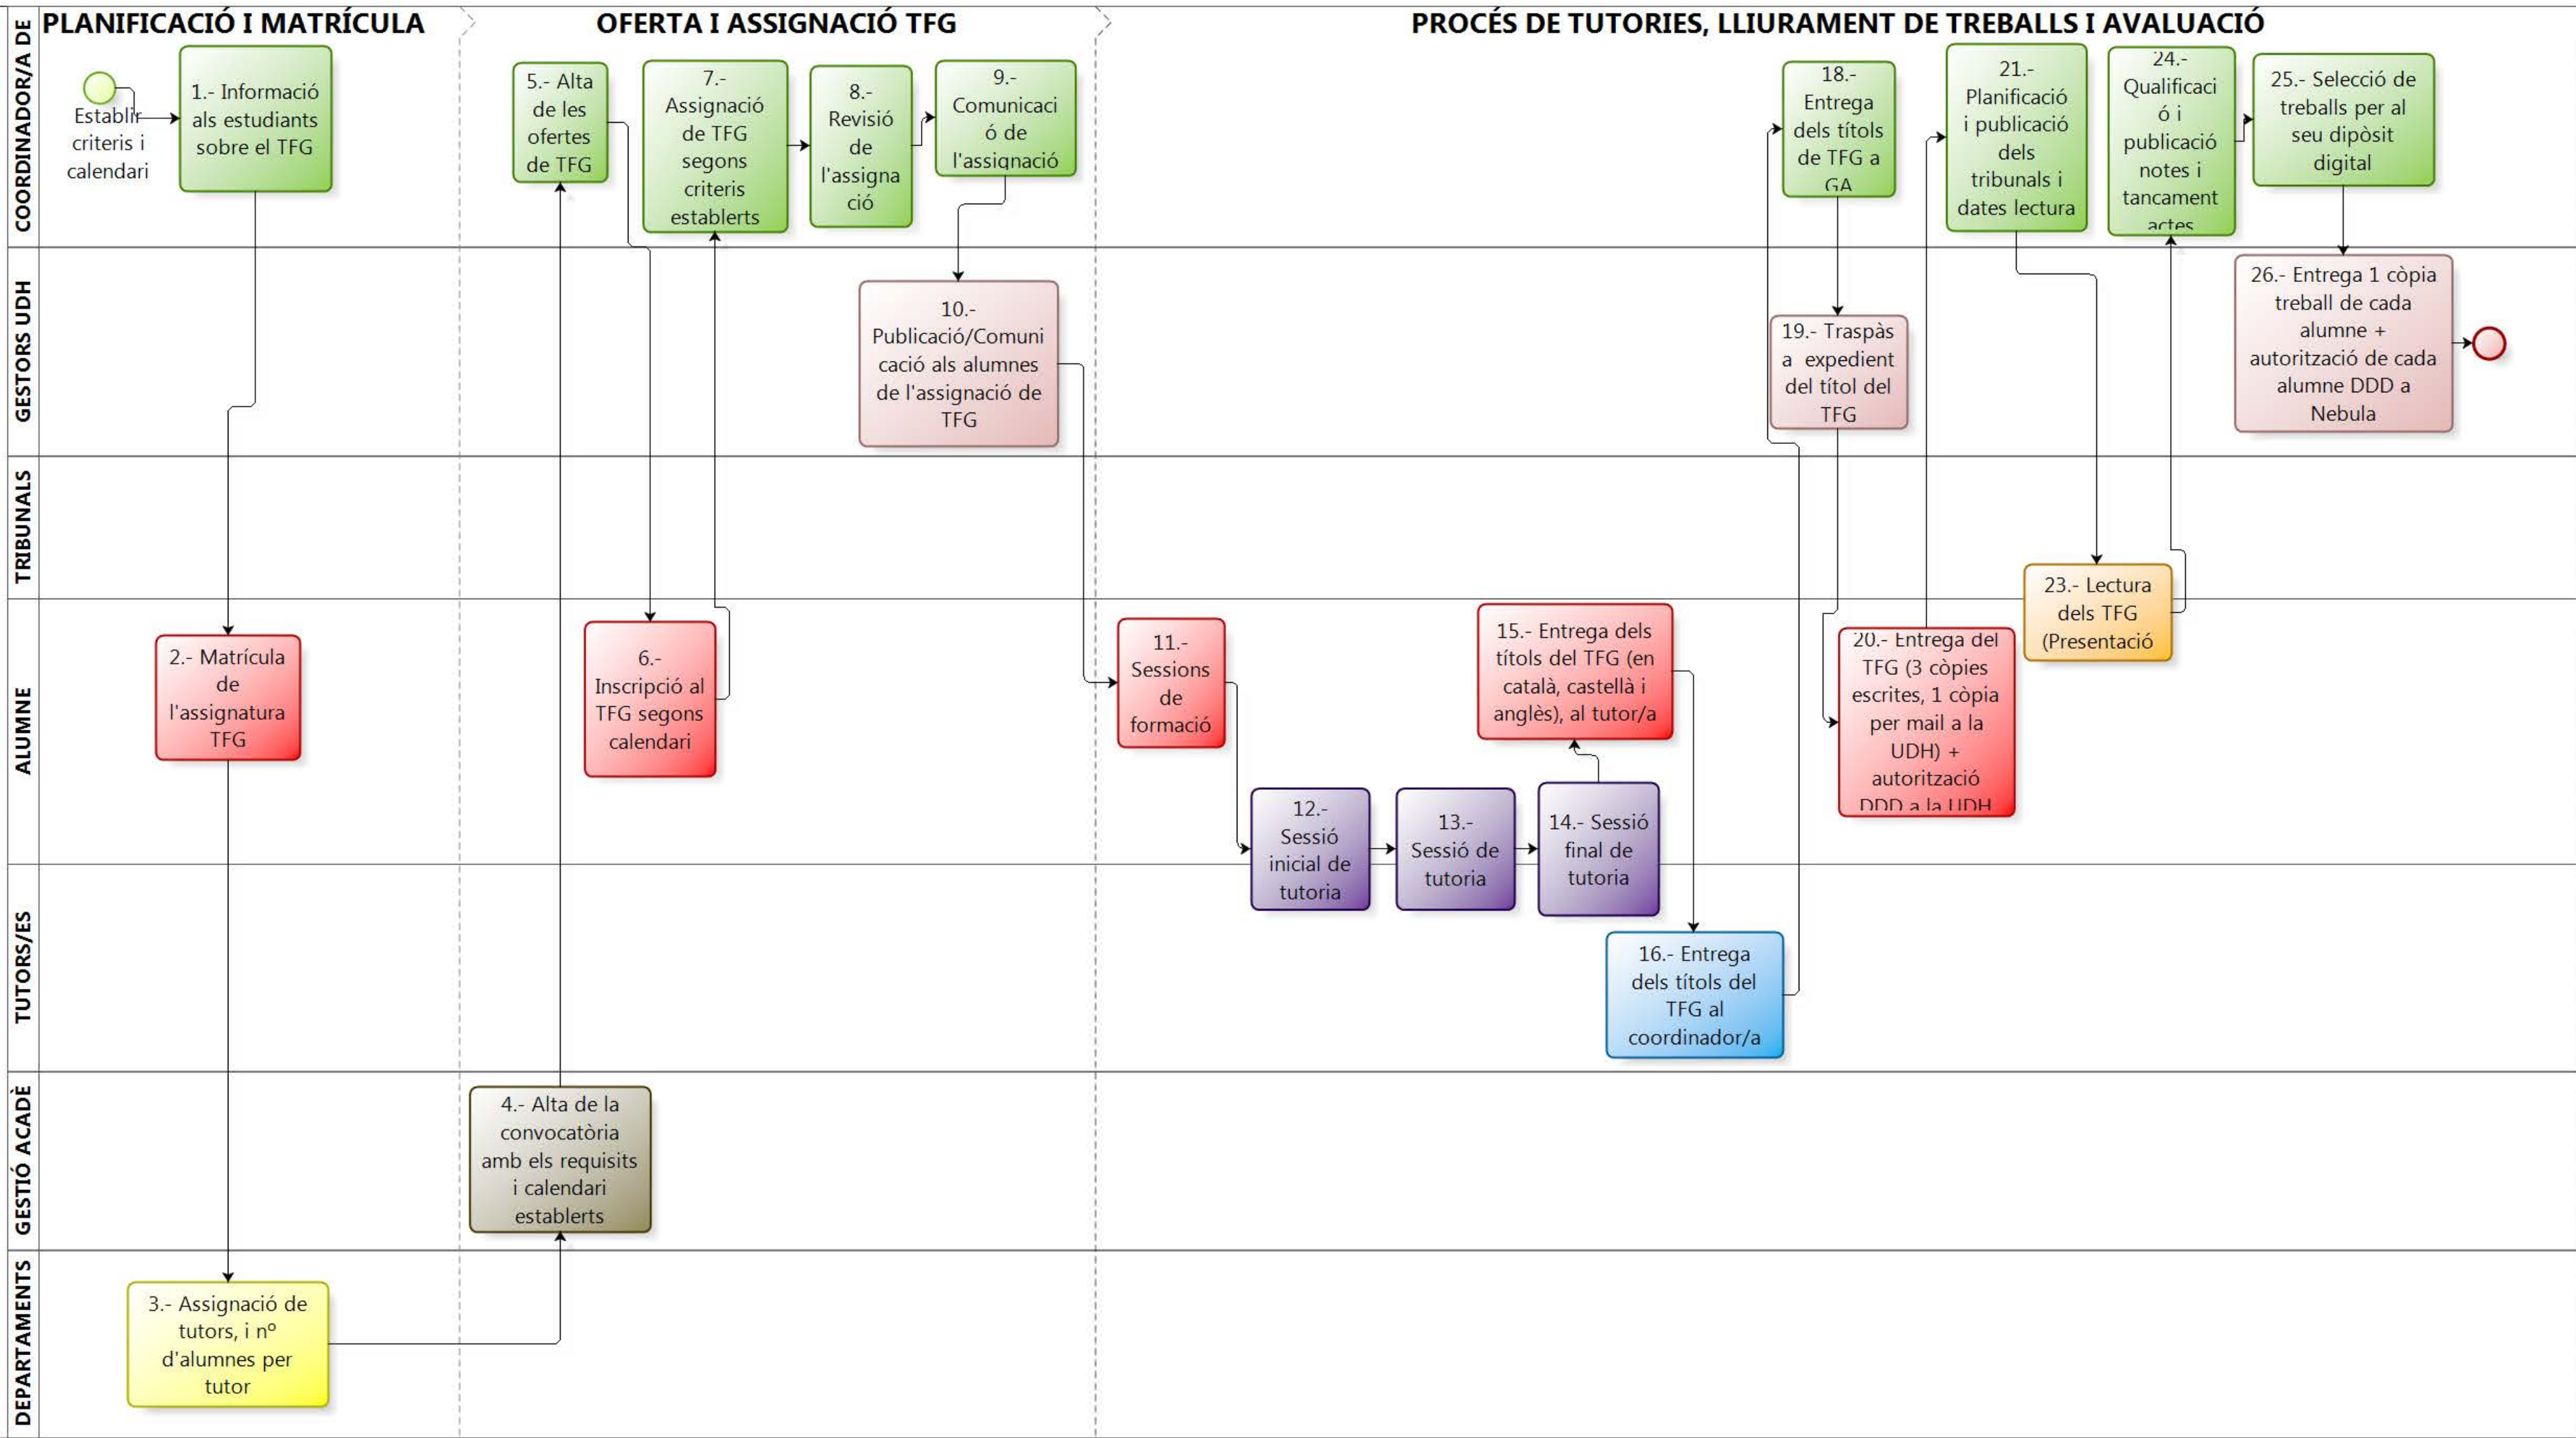 PLANIFICACIÓ I MATRÍCULA
OFERTA I ASSIGNACIÓ TFG
PROCÉS DE TUTORIES, LLIURAMENT DE TREBALLS I AVALUACIÓ
COORDINADOR/A DE
Establir
criteris i
calendari
1.- Informació
als estudiants
sobre el TFG
5.- Alta
de les
ofertes
de TFG
7.-
Assignació
de TFG
segons
criteris
establerts
8.-
Revisió
de
l'assigna
ció
9.-
Comunicaci
ó de
l'assignació
18.-
Entrega
dels títols
de TFG a
GA
21.-
Planificació
i publicació
dels
tribunals i
dates lectura
24.-
Qualificaci
ó i
publicació
notes i
tancament
actes
25.- Selecció de
treballs per al
seu dipòsit
digital
GESTORS UDH
10.-
Publicació/Comuni
cació als alumnes
de l'assignació de
TFG
19.- Traspàs
a expedient
del títol del
TFG
26.- Entrega 1 còpia
treball de cada
alumne +
autorització de cada
alumne DDD a
Nebula
TRIBUNALS
23.- Lectura
dels TFG
(Presentació
ALUMNE
2.- Matrícula
de
l'assignatura
TFG
6.-
Inscripció al
TFG segons
calendari
11.-
Sessions
de
formació
15.- Entrega dels
títols del TFG (en
català, castellà i
anglès), al tutor/a
20.- Entrega del
TFG (3 còpies
escrites, 1 còpia
per mail a la
UDH) +
autorització
DDD a la UDH
12.-
Sessió
inicial de
tutoria
13.-
Sessió de
tutoria
14.- Sessió
final de
tutoria
TUTORS/ES
16.- Entrega
dels títols del
TFG al
coordinador/a
GESTIÓ ACADÈ
4.- Alta de la
convocatòria
amb els requisits
i calendari
establerts
DEPARTAMENTS
3.- Assignació de
tutors, i nº
d'alumnes per
tutor